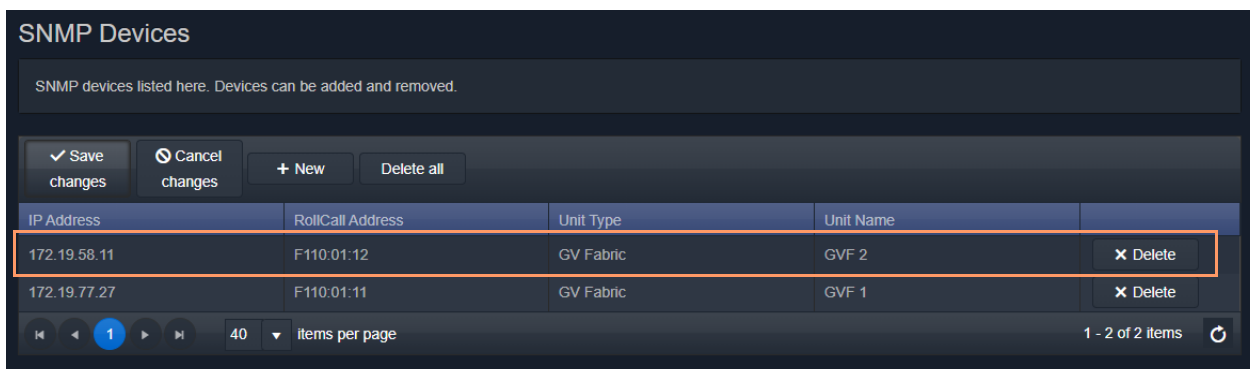 SNMP Devices
SNMP devices listed here. Devices can be added and removed.
Save changes Cancel changes + New Delete all
IP Address RollCall Address Unit Type Unit Name
172.19.58.11 F110:01:12 GV Fabric GVF 2 Delete
172.19.77.27 F110:01:11 GV Fabric GVF 1 Delete
1 40 items per page 1 - 2 of 2 items